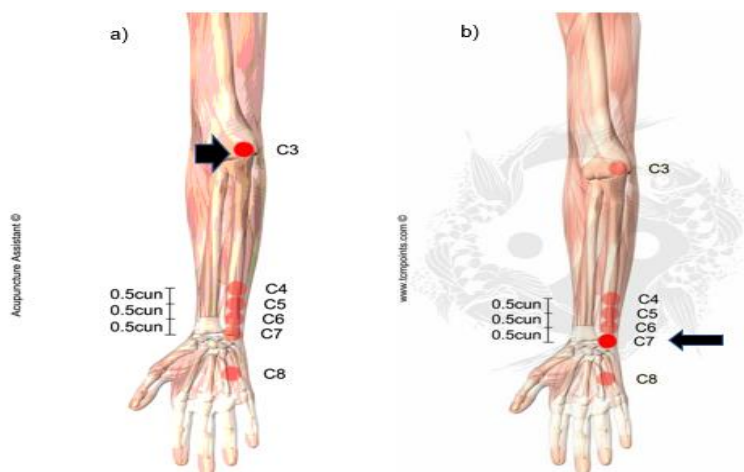 a)
Acupuncture Assistant ©
C3
C4
0.5cun
C5
0.5cun
C6
0.5cun
C7
C8
b)
www.tcmpoints.com ©
C3
C4
0.5cun
C5
0.5cun
C6
0.5cun
C7
C8